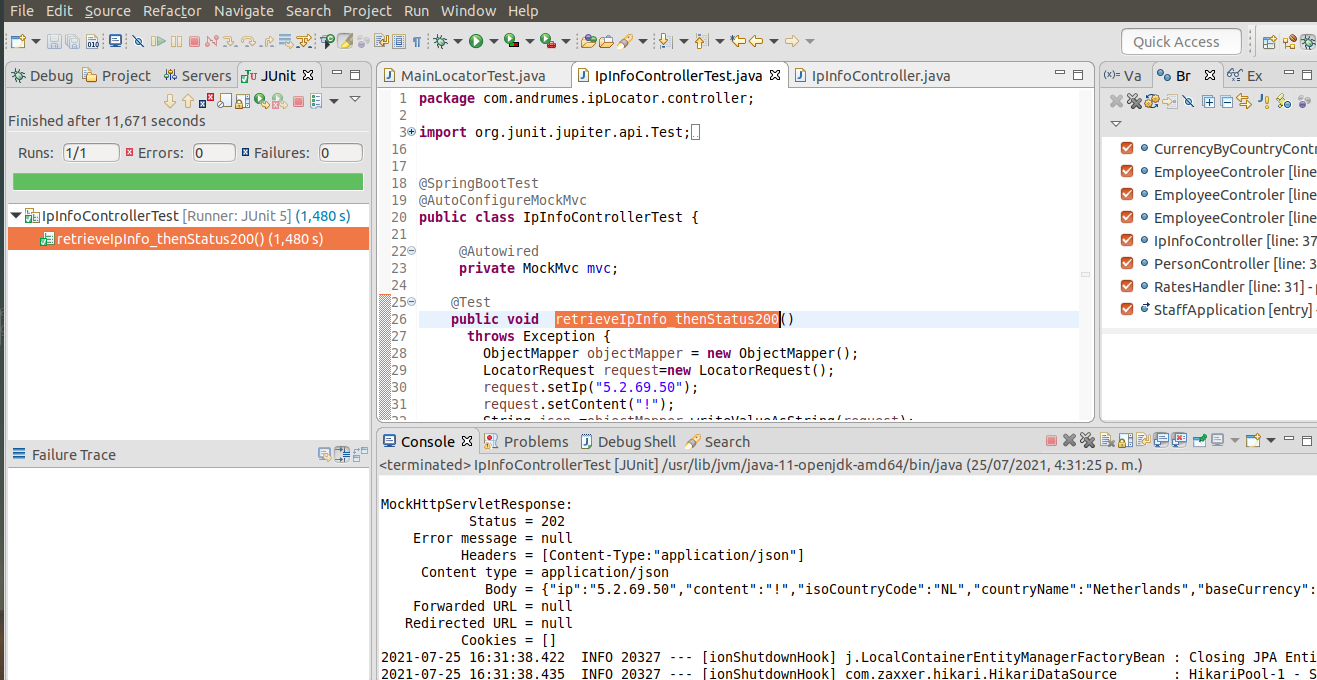 File Edit Source Refactor Navigate Search Project Run Window Help
Quick Access
Debug Project Servers JUnit
Finished after 11,671 seconds
Runs: 1/1 Errors: 0 Failures: 0
IpInfoControllerTest [Runner: JUnit 5] (1,480 s)
retrieveIpInfo_thenStatus200() (1,480 s)
Failure Trace
MainLocatorTest.java IpInfoControllerTest.java IpInfoController.java
1 package com.andrumes.ipLocator.controller;
2
3 import org.junit.jupiter.api.Test;
16
17
18 @SpringBootTest
19 @AutoConfigureMockMvc
20 public class IpInfoControllerTest {
21
22 @Autowired
23 private MockMvc mvc;
24
25 @Test
26 public void retrieveIpInfo_thenStatus200()
27 throws Exception {
28 ObjectMapper objectMapper = new ObjectMapper();
29 LocatorRequest request=new LocatorRequest();
30 request.setIp("5.2.69.50");
31 request.setContent("!");
(x)= Va Br Ex
CurrencyByCountryContr
EmployeeControler [line
EmployeeControler [line
EmployeeControler [line
IpInfoController [line: 37
PersonController [line: 3
RatesHandler [line: 31] - p
StaffApplication [entry] -
Console Problems Debug Shell Search
<terminated> IpInfoControllerTest [JUnit] /usr/lib/jvm/java-11-openjdk-amd64/bin/java (25/07/2021, 4:31:25 p. m.)
MockHttpServletResponse:
Status = 202
Error message = null
Headers = [Content-Type:"application/json"]
Content type = application/json
Body = {"ip":"5.2.69.50","content":"!","isoCountryCode":"NL","countryName":"Netherlands","baseCurrency":
Forwarded URL = null
Redirected URL = null
Cookies = []
2021-07-25 16:31:38.422 INFO 20327 --- [ionShutdownHook] j.LocalContainerEntityManagerFactoryBean : Closing JPA Enti
2021-07-25 16:31:38.435 INFO 20327 --- [ionShutdownHook] com.zaxxer.hikari.HikariDataSource : HikariPool-1 - S